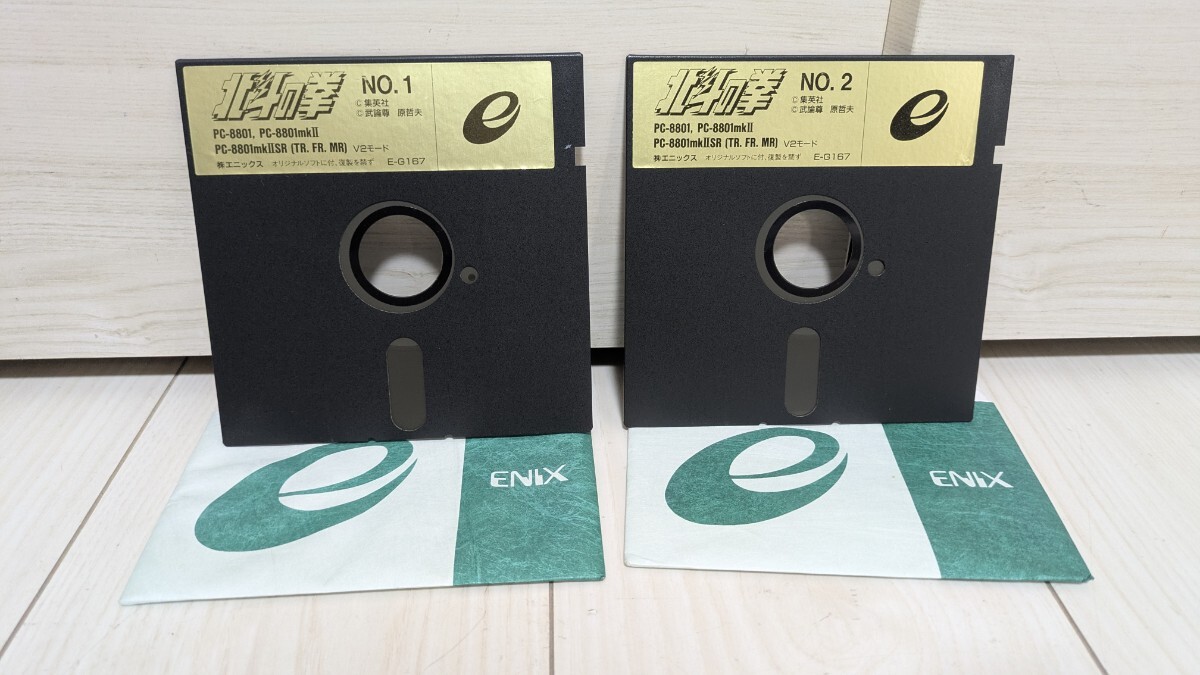 北斗の拳 NO.1
©集英社
©武論尊 原哲夫
PC-8801, PC-8801mkII
PC-8801mkIISR (TR. FR. MR) V2モード
㈱エニックス オリジナルソフトに付、複製を禁ず E-G167
e
北斗の拳 NO.2
©集英社
©武論尊 原哲夫
PC-8801, PC-8801mkII
PC-8801mkIISR (TR. FR. MR) V2モード
㈱エニックス オリジナルソフトに付、複製を禁ず E-G167
e
e ENIX
e ENIX